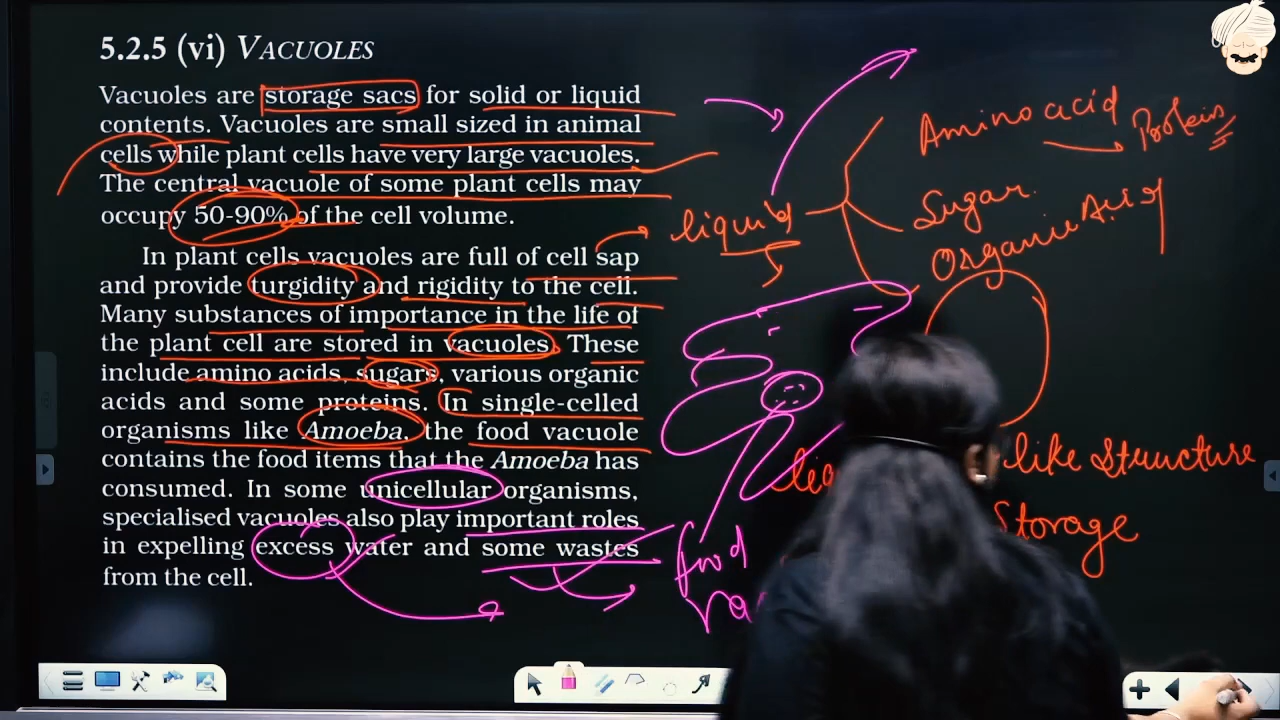 5.2.5 (vi) VACUOLES
Vacuoles are storage sacs for solid or liquid
contents. Vacuoles are small sized in animal
cells while plant cells have very large vacuoles.
The central vacuole of some plant cells may
occupy 50-90% of the cell volume.
In plant cells vacuoles are full of cell sap
and provide turgidity and rigidity to the cell.
Many substances of importance in the life of
the plant cell are stored in vacuoles. These
include amino acids, sugars, various organic
acids and some proteins. In single-celled
organisms like Amoeba, the food vacuole
contains the food items that the Amoeba has
consumed. In some unicellular organisms,
specialised vacuoles also play important roles
in expelling excess water and some wastes
from the cell.
Amino acid
Proteins
liquid
Sugar
Organic Acid
like structure
Storage
food